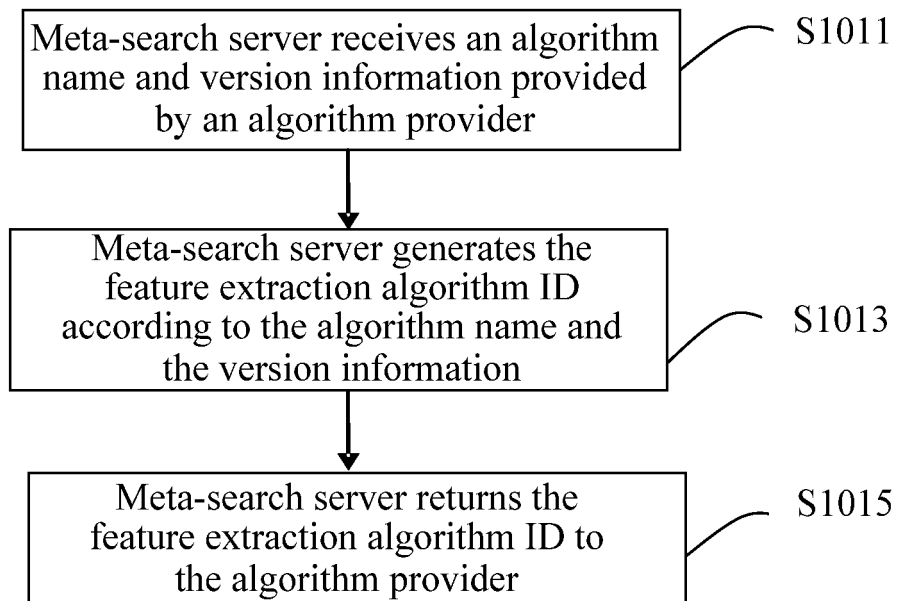 Meta-search server receives an algorithm
name and version information provided
by an algorithm provider
S1011
Meta-search server generates the
feature extraction algorithm ID
according to the algorithm name and
the version information
S1013
Meta-search server returns the
feature extraction algorithm ID to
the algorithm provider
S1015